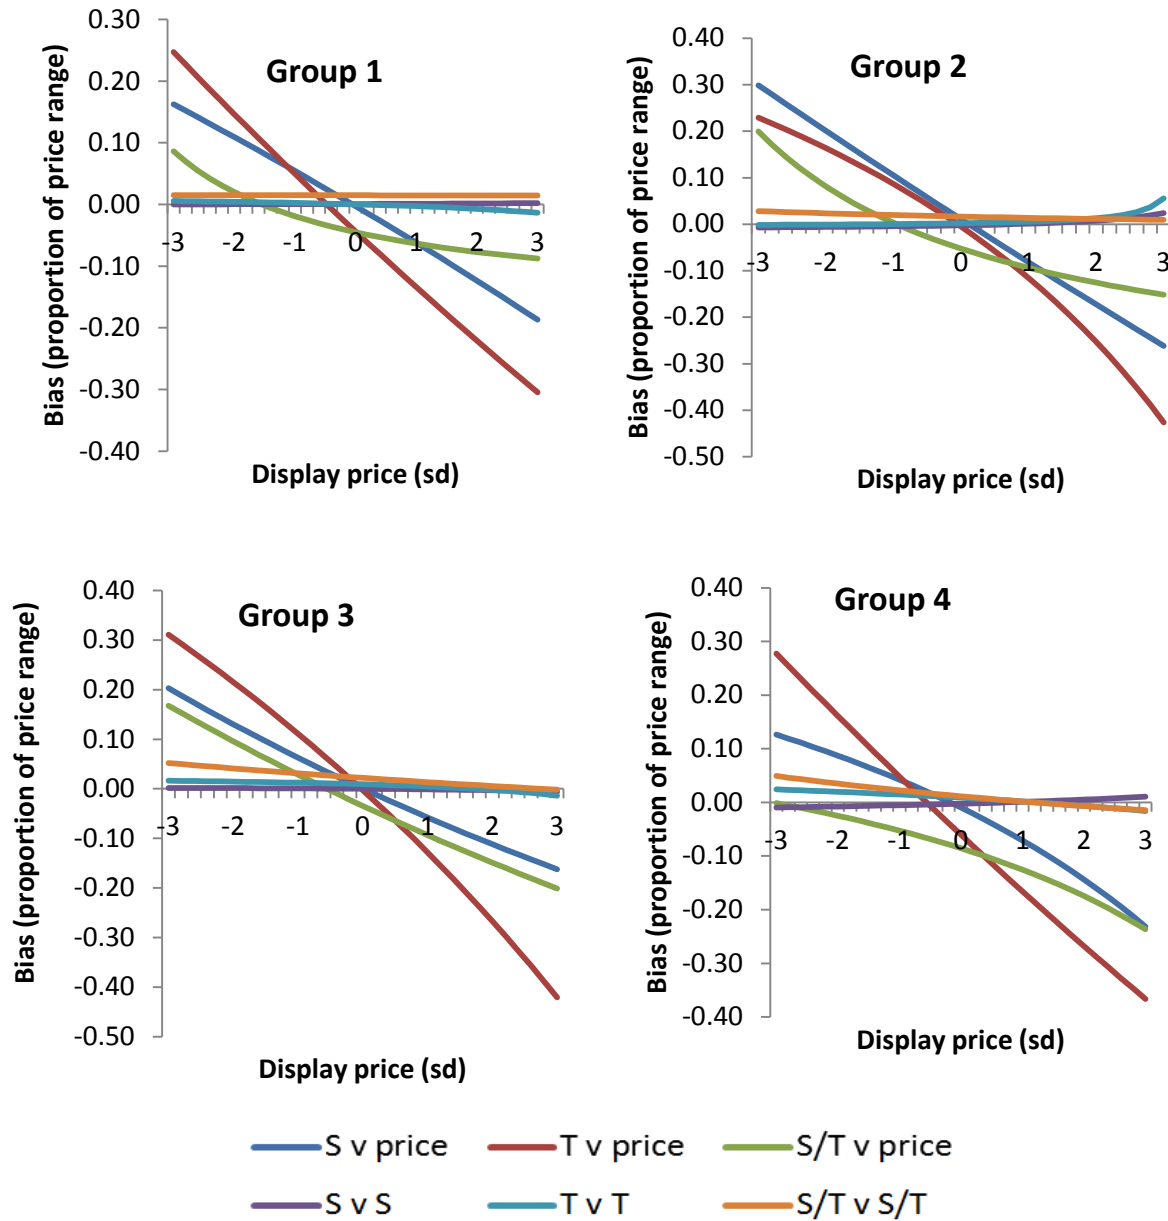 Group 1
Bias (proportion of price range)
0.30
0.20
0.10
0.00
-0.10
-0.20
-0.30
-0.40
-3 -2 -1 0 1 2 3
Display price (sd)
Group 2
Bias (proportion of price range)
0.40
0.30
0.20
0.10
0.00
-0.10
-0.20
-0.30
-0.40
-0.50
-3 -2 -1 0 1 2 3
Display price (sd)
Group 3
Bias (proportion of price range)
0.40
0.30
0.20
0.10
0.00
-0.10
-0.20
-0.30
-0.40
-0.50
-3 -2 -1 0 1 2 3
Display price (sd)
Group 4
Bias (proportion of price range)
0.40
0.30
0.20
0.10
0.00
-0.10
-0.20
-0.30
-0.40
-3 -2 -1 0 1 2 3
Display price (sd)
S v price T v price S/T v price
S v S T v T S/T v S/T